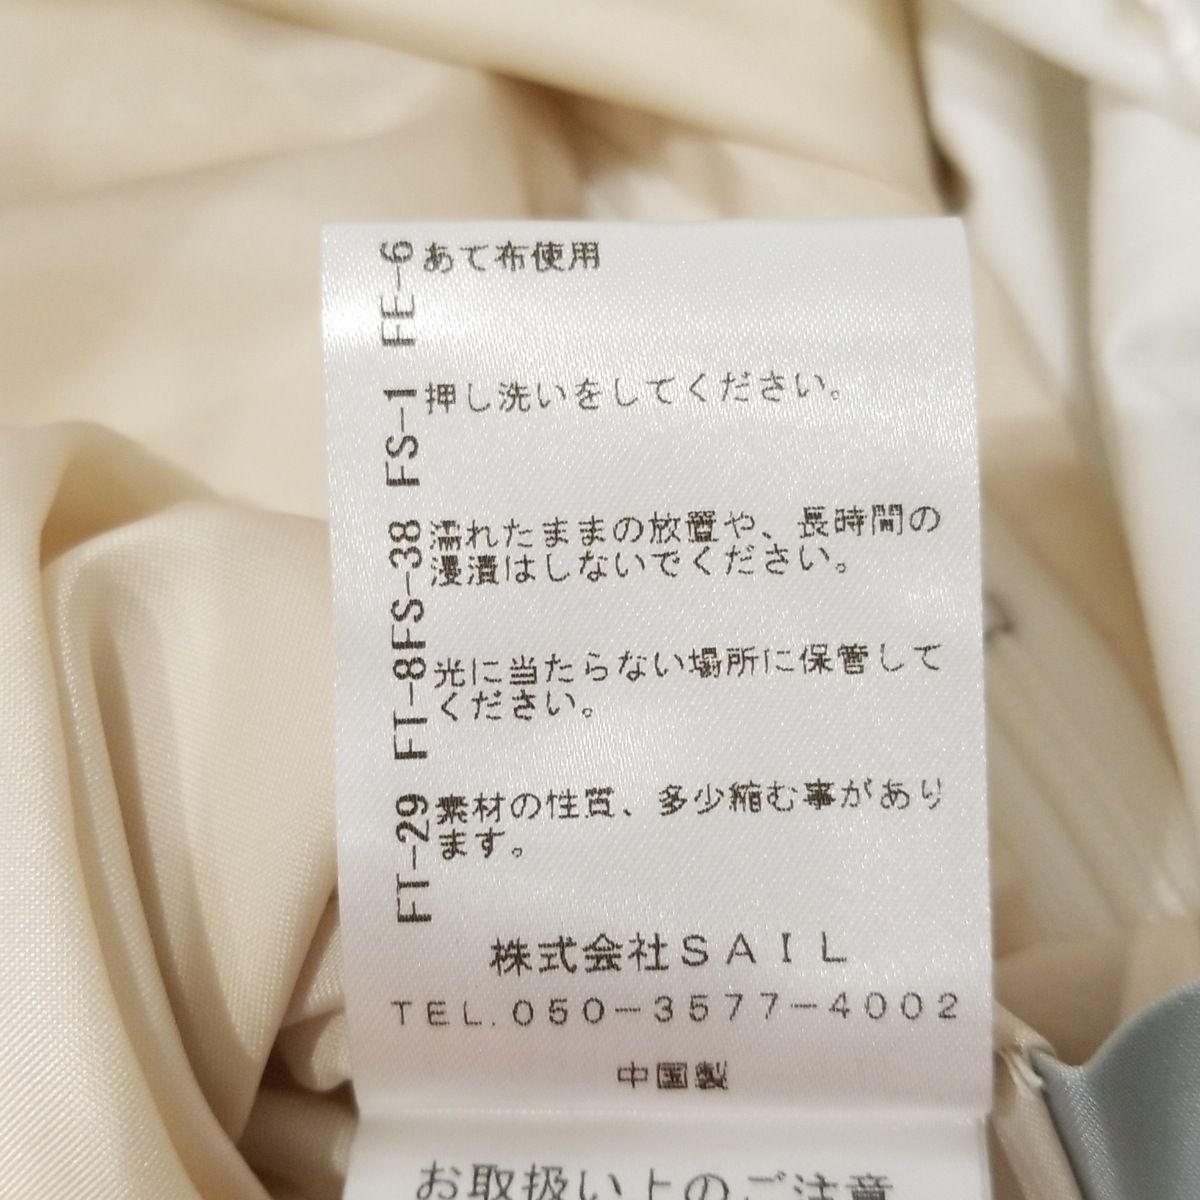 FE-6 あて布使用
FS-1 押し洗いをしてください。
FS-38 濡れたままの放置や、長時間の
浸漬はしないでください。
FT-8 光に当たらない場所に保管して
ください。
FT-29 素材の性質、多少縮む事があり
ます。
株式会社SAIL
TEL.050-3577-4002
中国製
お取扱い上のご注意